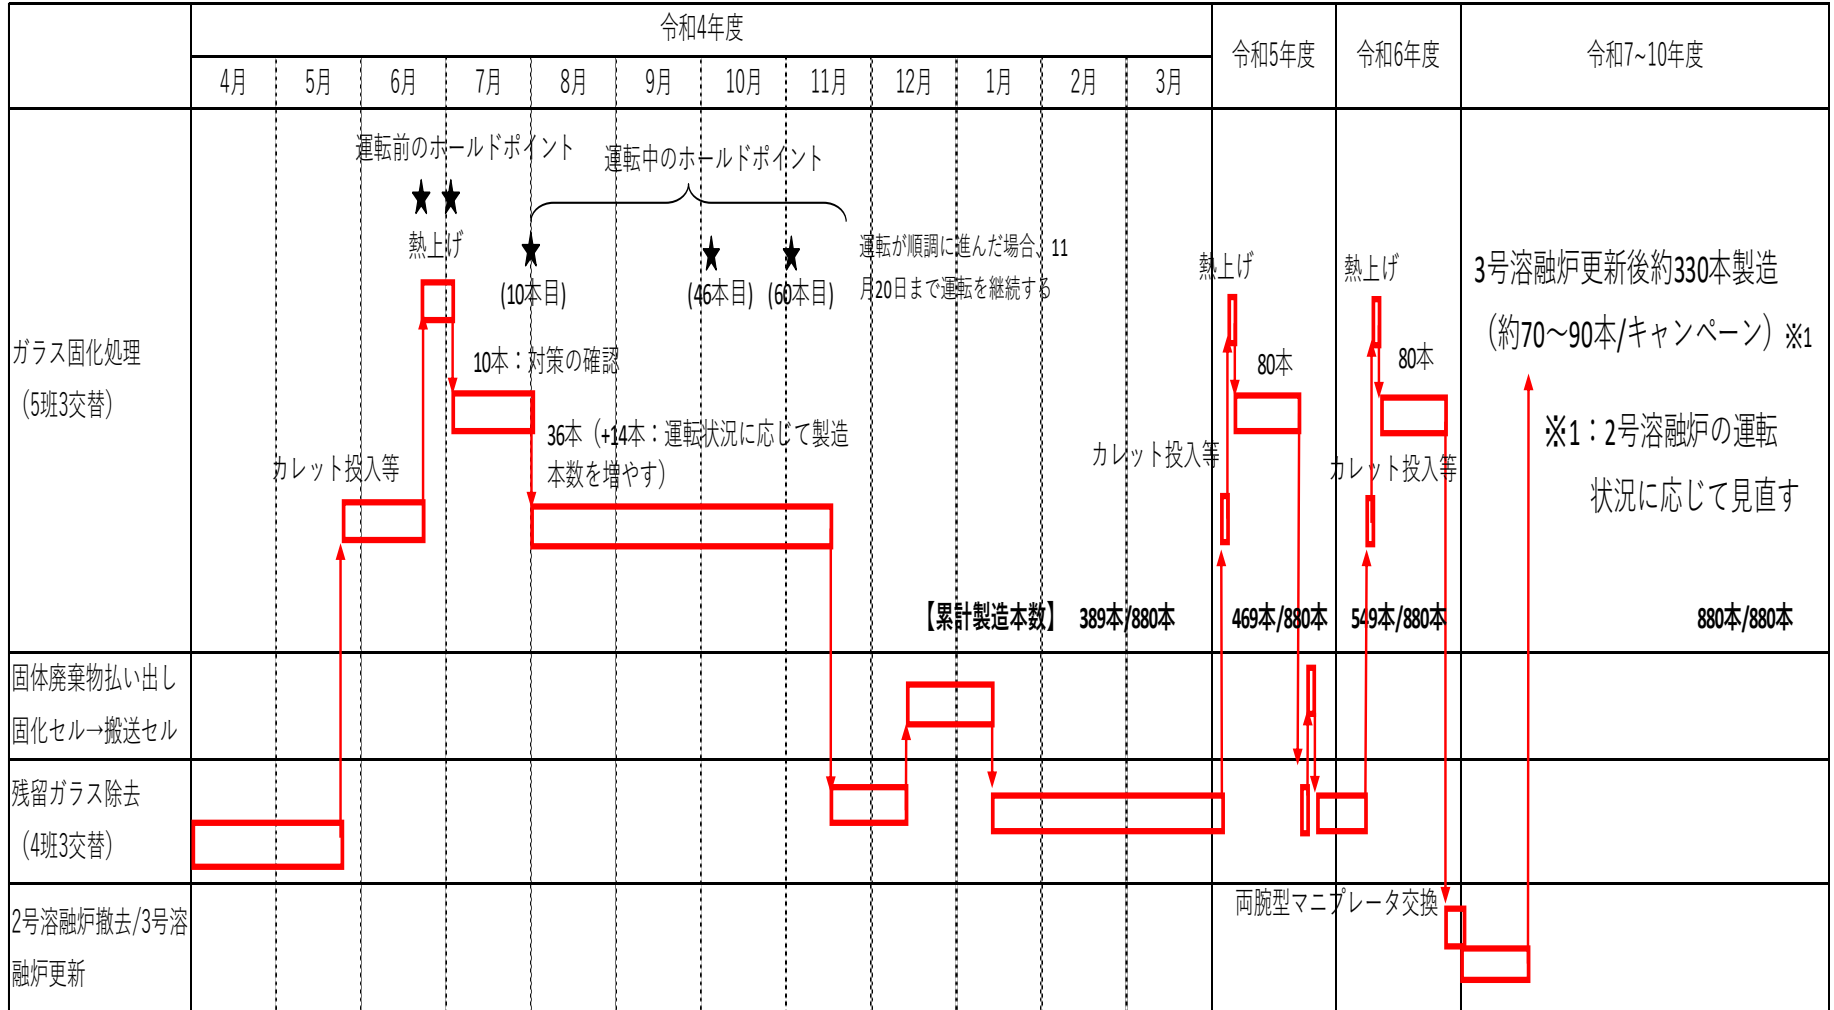 令和4年度
令和5年度
令和6年度
令和7~10年度
4月
5月
6月
7月
8月
9月
10月
11月
12月
1月
2月
3月
ガラス固化処理
（5班3交替）
運転前のホールドポイント
運転中のホールドポイント
熱上げ
(10本目)
(46本目)
(60本目)
運転が順調に進んだ場合、11
月20日まで運転を継続する
10本：対策の確認
36本（+14本：運転状況に応じて製造
本数を増やす）
カレット投入等
【累計製造本数】
389本/880本
熱上げ
80本
カレット投入等
469本/880本
熱上げ
80本
カレット投入等
549本/880本
3号溶融炉更新後約330本製造
（約70～90本/キャンペーン）※1
※1：2号溶融炉の運転
状況に応じて見直す
880本/880本
固体廃棄物払い出し
固化セル→搬送セル
残留ガラス除去
（4班3交替）
2号溶融炉撤去/3号溶
融炉更新
両腕型マニプレータ交換